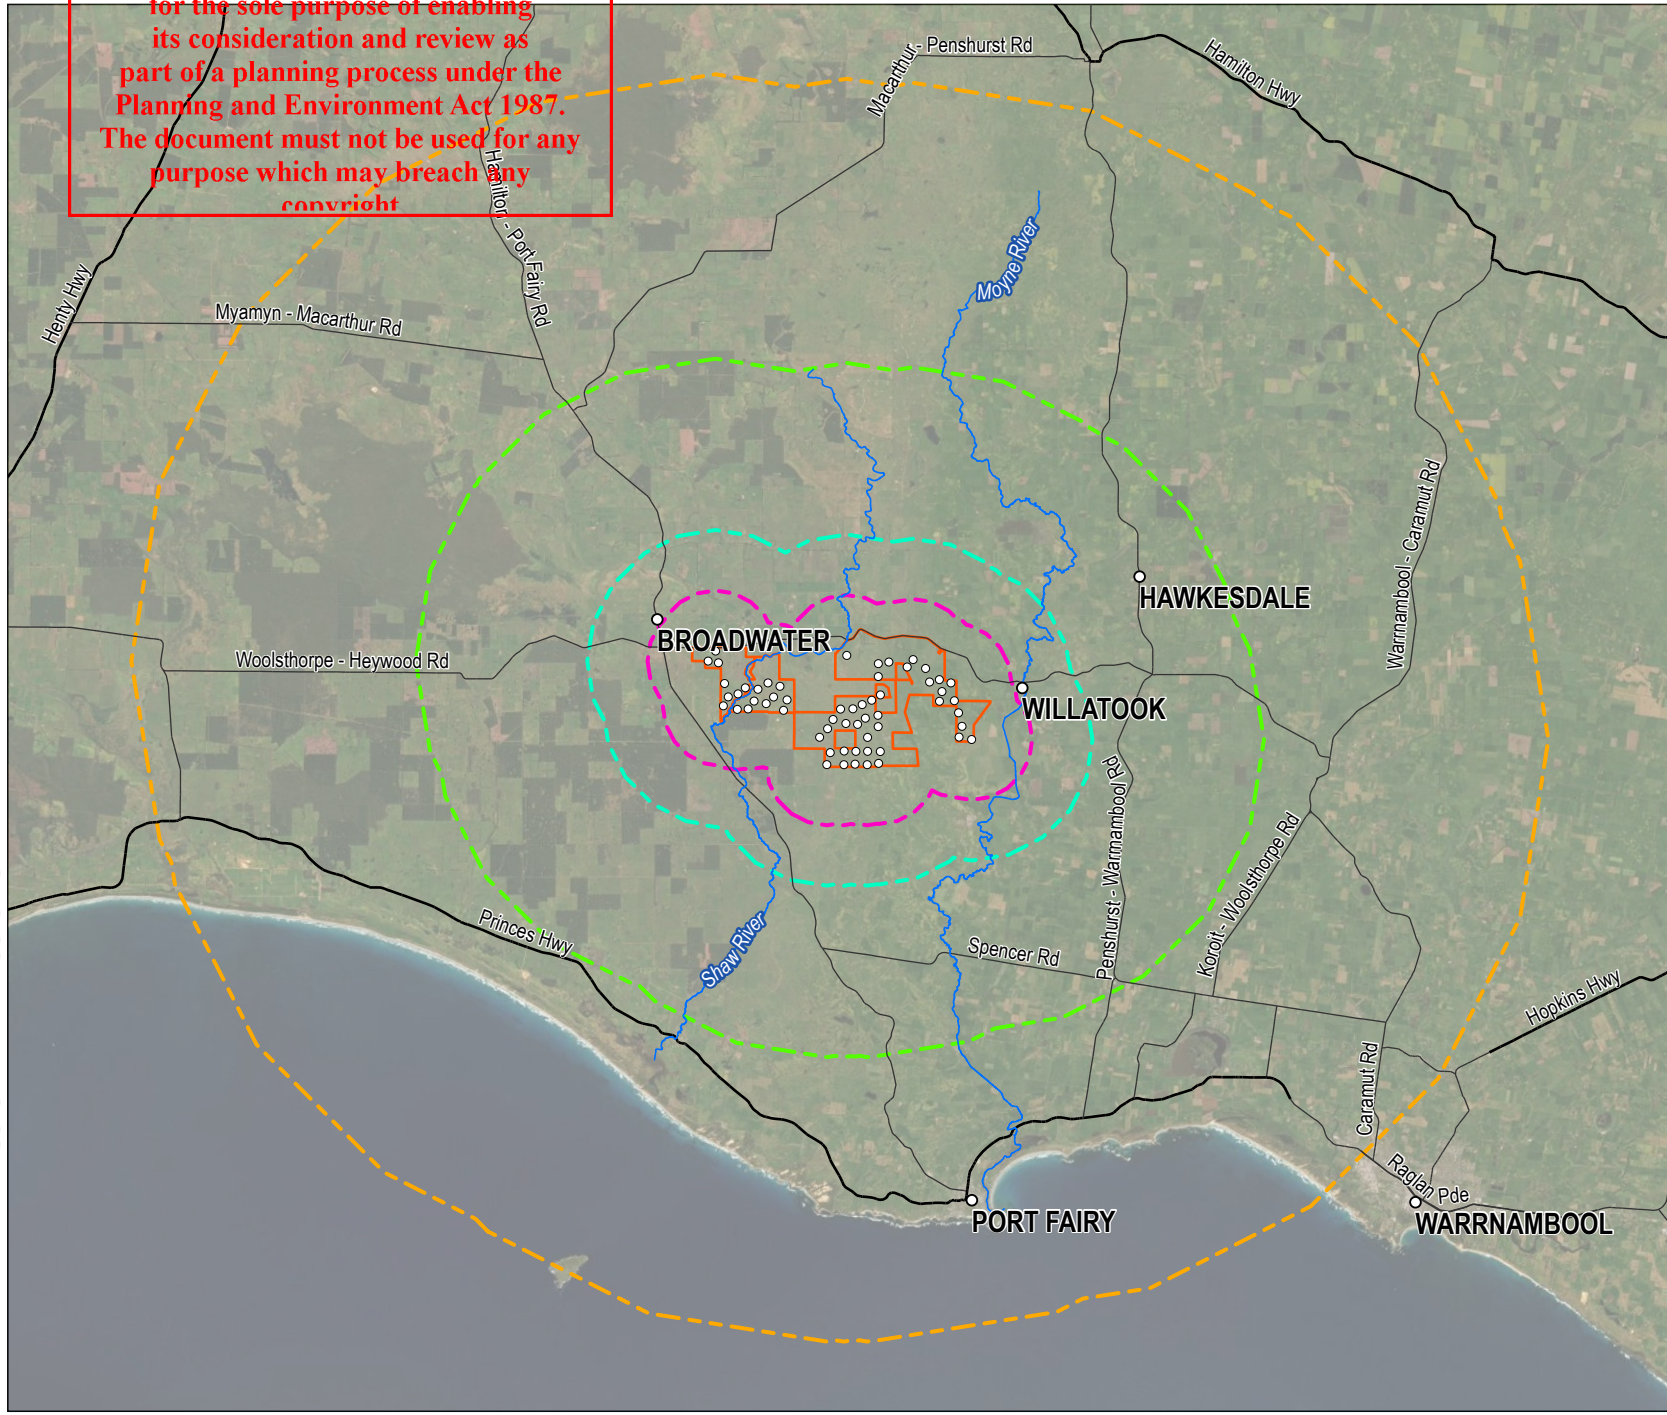 for the sole purpose of enabling
its consideration and review as
part of a planning process under the
Planning and Environment Act 1987.
The document must not be used for any
purpose which may breach any
copyright
Macarthur - Penshurst Rd
Hamilton Hwy
Hamilton - Port Fairy Rd
Henty Hwy
Myamyn - Macarthur Rd
Moyne River
Warrnambool - Caramut Rd
HAWKESDALE
BROADWATER
Woolsthorpe - Heywood Rd
WILLATOOK
Penshurst - Warrnambool Rd
Koroit - Woolsthorpe Rd
Princes Hwy
Shaw River
Spencer Rd
Hopkins Hwy
Caramut Rd
Raglan Pde
PORT FAIRY
WARRNAMBOOL